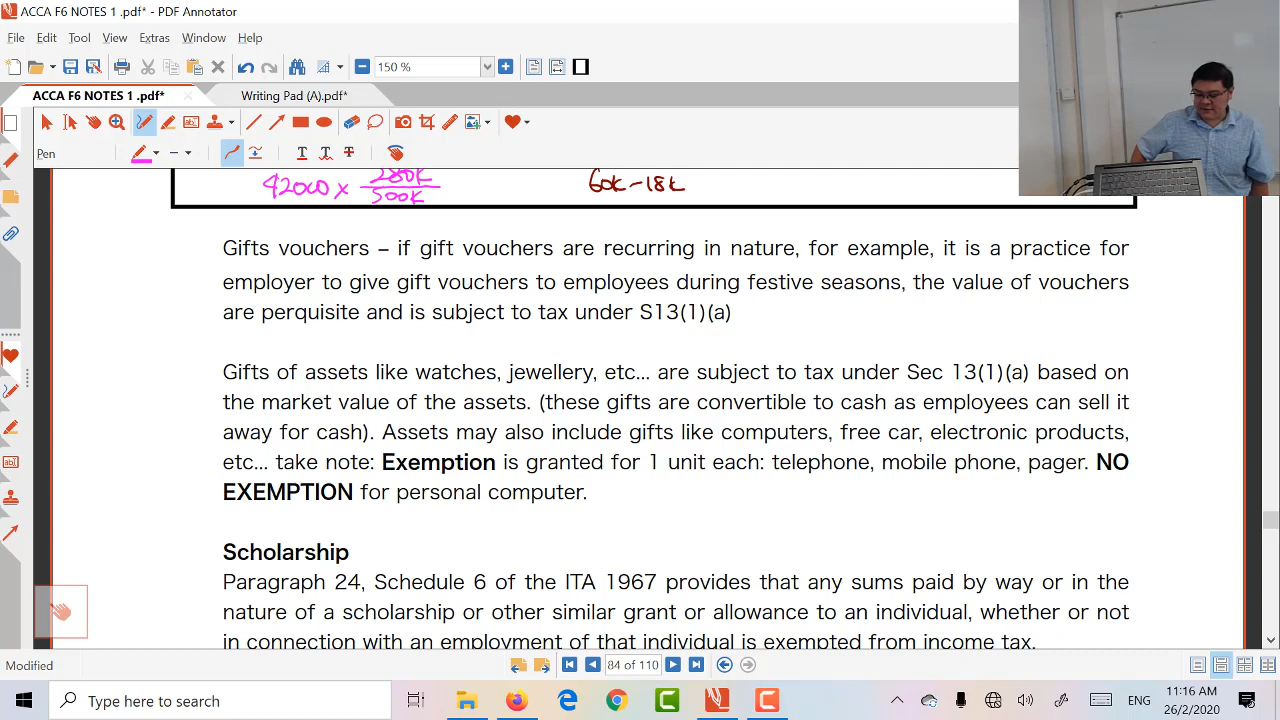 ACCA F6 NOTES 1 .pdf* - PDF Annotator
File Edit Tool View Extras Window Help
150 %
ACCA F6 NOTES 1 .pdf* Writing Pad (A).pdf*
Pen
42000 x 280k
500k
60k - 18k
Gifts vouchers – if gift vouchers are recurring in nature, for example, it is a practice for
employer to give gift vouchers to employees during festive seasons, the value of vouchers
are perquisite and is subject to tax under S13(1)(a)
Gifts of assets like watches, jewellery, etc... are subject to tax under Sec 13(1)(a) based on
the market value of the assets. (these gifts are convertible to cash as employees can sell it
away for cash). Assets may also include gifts like computers, free car, electronic products,
etc... take note: Exemption is granted for 1 unit each: telephone, mobile phone, pager. NO
EXEMPTION for personal computer.
Scholarship
Paragraph 24, Schedule 6 of the ITA 1967 provides that any sums paid by way or in the
nature of a scholarship or other similar grant or allowance to an individual, whether or not
in connection with an employment of that individual is exempted from income tax.
Modified 84 of 110
Type here to search ENG 11:16 AM
26/2/2020